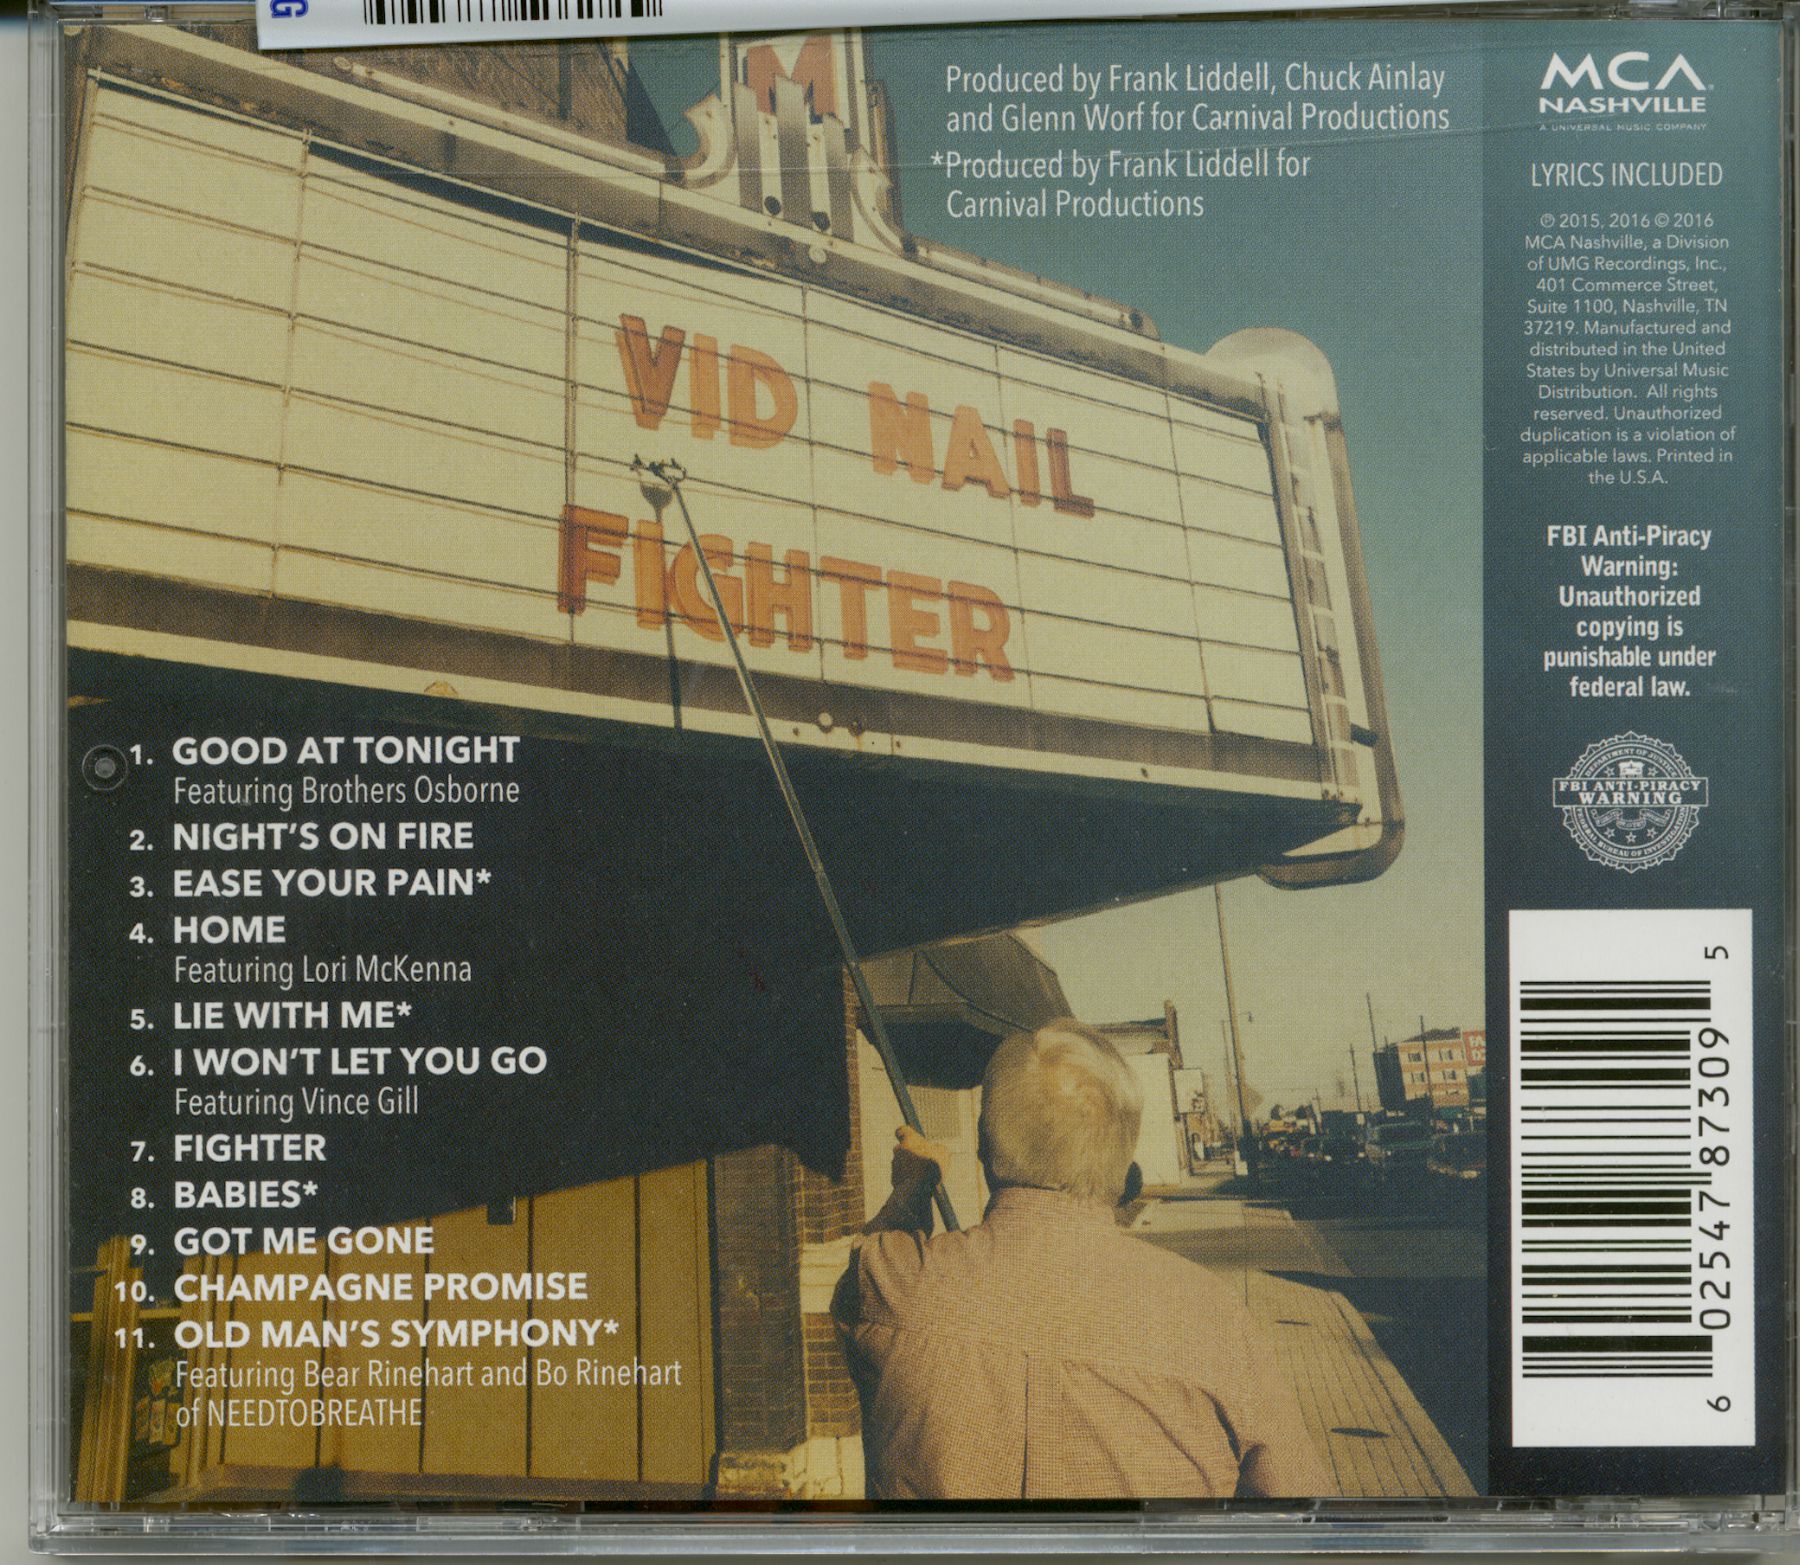 G
M
Produced by Frank Liddell, Chuck Ainlay
and Glenn Worf for Carnival Productions
*Produced by Frank Liddell for
Carnival Productions
VID NAIL
FIGHTER
1. GOOD AT TONIGHT
Featuring Brothers Osborne
2. NIGHT'S ON FIRE
3. EASE YOUR PAIN*
4. HOME
Featuring Lori McKenna
5. LIE WITH ME*
6. I WON'T LET YOU GO
Featuring Vince Gill
7. FIGHTER
8. BABIES*
9. GOT ME GONE
10. CHAMPAGNE PROMISE
11. OLD MAN'S SYMPHONY*
Featuring Bear Rinehart and Bo Rinehart
of NEEDTOBREATHE
MCA
NASHVILLE
A UNIVERSAL MUSIC COMPANY
LYRICS INCLUDED
℗ 2015, 2016 © 2016
MCA Nashville, a Division
of UMG Recordings, Inc.,
401 Commerce Street,
Suite 1100, Nashville, TN
37219. Manufactured and
distributed in the United
States by Universal Music
Distribution. All rights
reserved. Unauthorized
duplication is a violation of
applicable laws. Printed in
the U.S.A.
FBI Anti-Piracy
Warning:
Unauthorized
copying is
punishable under
federal law.
DEPARTMENT OF JUSTICE
FBI ANTI-PIRACY
WARNING
FEDERAL BUREAU OF INVESTIGATION
6 02547 87309 5